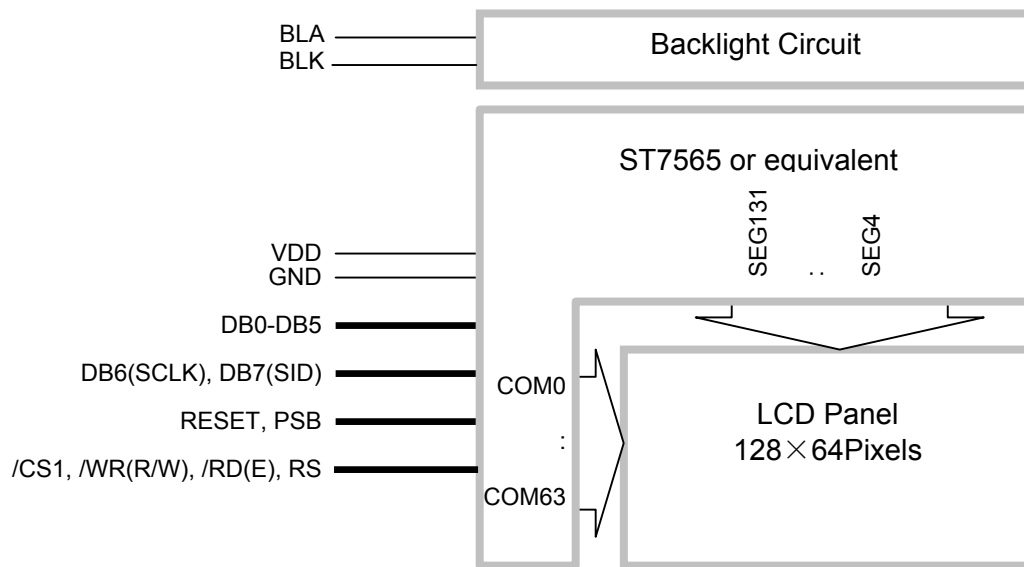 BLA
BLK
Backlight Circuit
ST7565 or equivalent
SEG131
. .
SEG4
VDD
GND
DB0-DB5
DB6(SCLK), DB7(SID)
RESET, PSB
/CS1, /WR(R/W), /RD(E), RS
COM0
:
COM63
LCD Panel
128×64Pixels